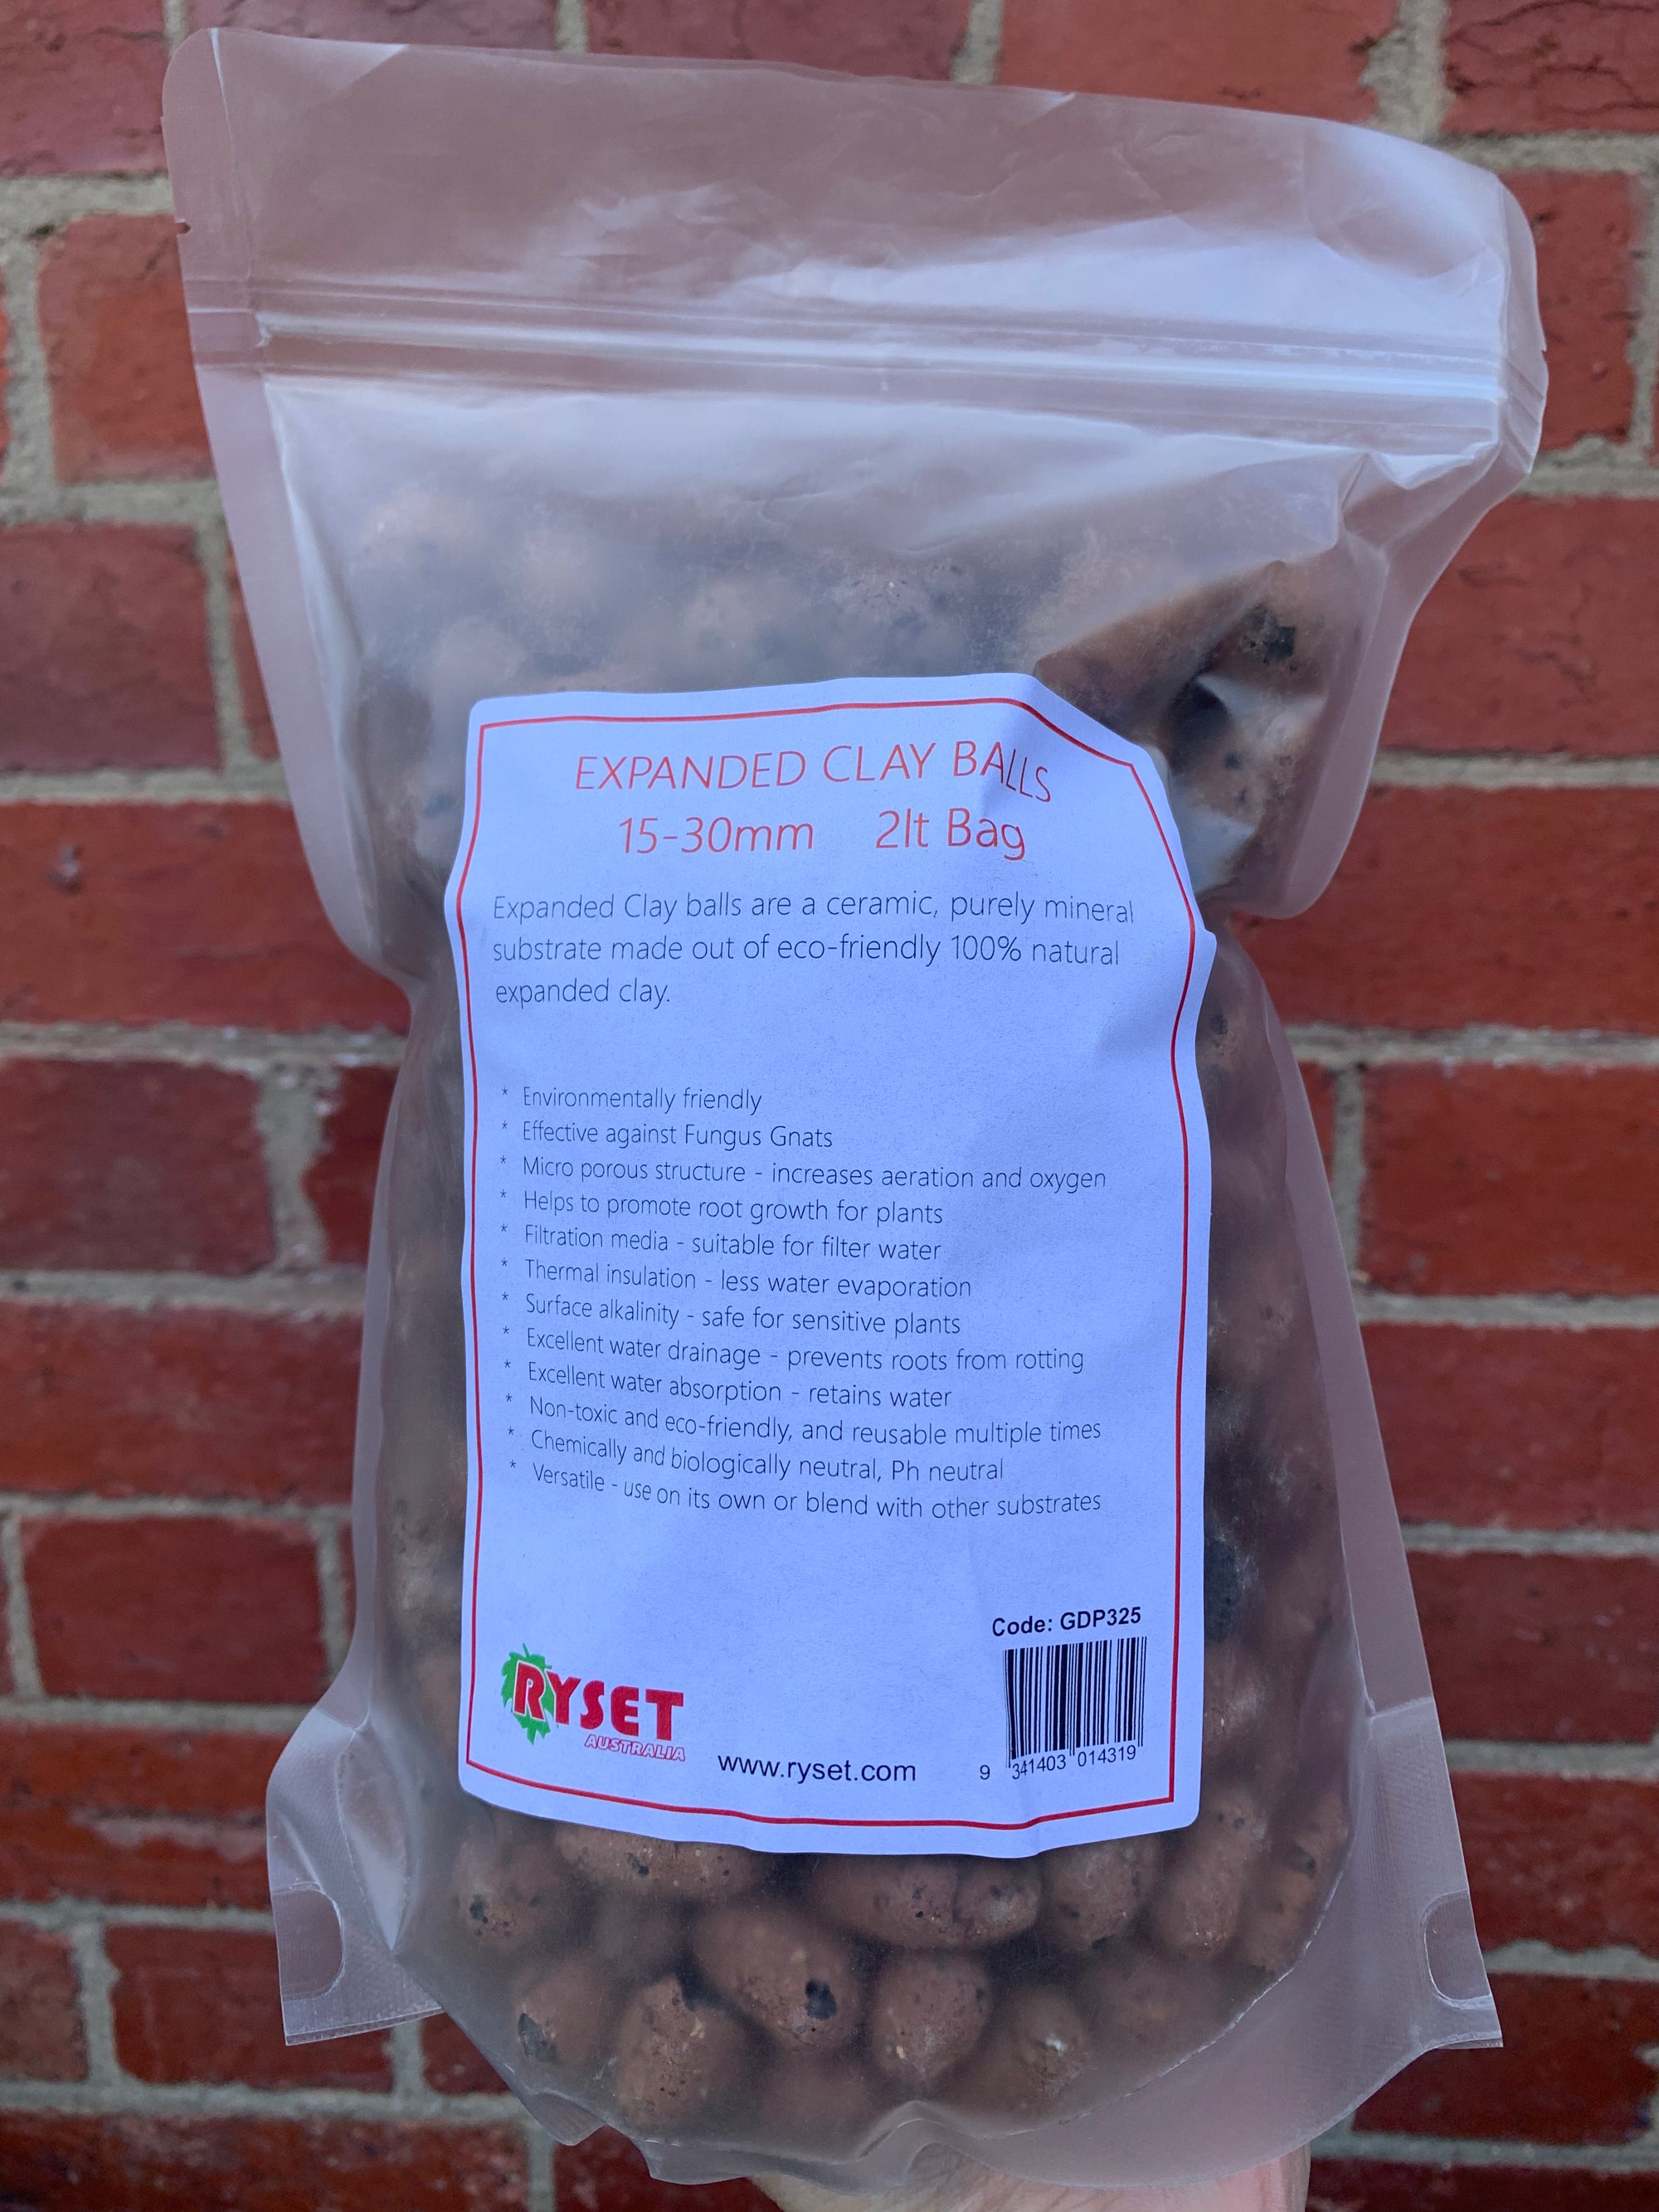 EXPANDED CLAY BALLS
15-30mm 2lt Bag
Expanded Clay balls are a ceramic, purely mineral
substrate made out of eco-friendly 100% natural
expanded clay.
* Environmentally friendly
* Effective against Fungus Gnats
* Micro porous structure - increases aeration and oxygen
* Helps to promote root growth for plants
* Filtration media - suitable for filter water
* Thermal insulation - less water evaporation
* Surface alkalinity - safe for sensitive plants
* Excellent water drainage - prevents roots from rotting
* Excellent water absorption - retains water
* Non-toxic and eco-friendly, and reusable multiple times
* Chemically and biologically neutral, Ph neutral
* Versatile - use on its own or blend with other substrates
Code: GDP325
RYSET
AUSTRALIA
www.ryset.com
9 341403 014319